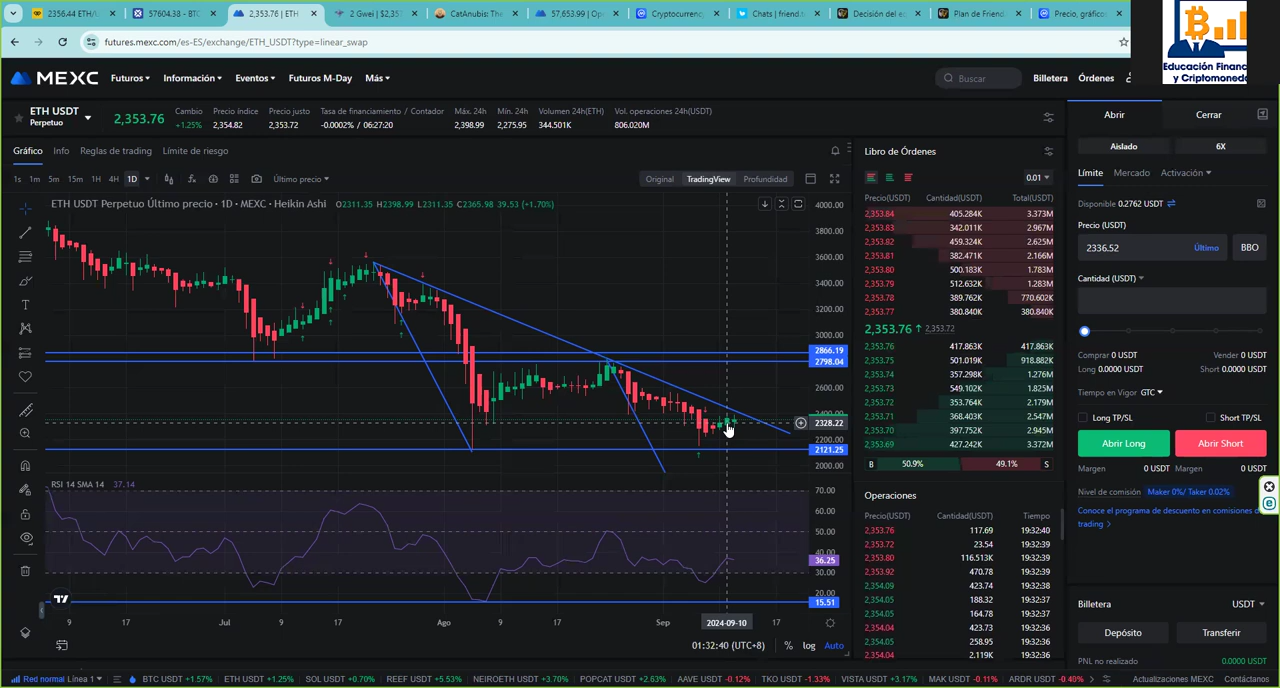 2356.44 ETH/
57604.38 - BTC
2,353.76 | ETH
2 Gwei | $2,35
CatAnubis: The
57,653.99 | O
Cryptocurrenc
Chats | friend.t
Decisión del e
Plan de Friend.
Precio, gráfico
futures.mexc.com/es-ES/exchange/ETH_USDT?type=linear_swap
Educación Financ
y Criptomoneda
MEXC
Futuros Información Eventos Futuros M-Day Más
Buscar
Billetera Órdenes
ETH USDT
Perpetuo
2,353.76
Cambio Precio índice Precio justo Tasa de financiamiento / Contador Máx. 24h Mín. 24h Volumen 24h(ETH) Vol. operaciones 24h(USDT)
+1.25% 2,354.82 2,353.72 -0.0002% / 06:27:20 2,398.99 2,275.95 344.501K 806.020M
Gráfico Info Reglas de trading Límite de riesgo
1s 1m 5m 15m 1H 4H 1D
Último precio
Original TradingView Profundidad
ETH USDT Perpetuo Último precio · 1D · MEXC · Heikin Ashi O2311.35 H2398.99 L2311.35 C2365.98 39.53 (+1.70%)
4000.00
3800.00
3600.00
3400.00
3200.00
3000.00
2866.19
2798.04
2600.00
2328.22
2200.00
2121.25
2000.00
RSI 14 SMA 14 37.14
70.00
60.00
50.00
40.00
36.25
30.00
20.00
15.51
9 17 Jul 9 17 Ago 9 17 Sep 2024-09-10 17
01:32:40 (UTC+8) % log Auto
Libro de Órdenes
0.01
Precio(USDT) Cantidad(USDT) Total(USDT)
2,353.84 405.284K 3.373M
2,353.83 342.011K 2.967M
2,353.82 459.324K 2.625M
2,353.81 382.471K 2.166M
2,353.80 500.183K 1.783M
2,353.79 512.632K 1.283M
2,353.78 389.762K 770.602K
2,353.77 380.840K 380.840K
2,353.76 2,353.72
2,353.76 417.863K 417.863K
2,353.75 501.019K 918.882K
2,353.74 357.298K 1.276M
2,353.73 549.102K 1.825M
2,353.72 353.764K 2.179M
2,353.71 368.403K 2.547M
2,353.70 397.752K 2.945M
2,353.69 427.242K 3.372M
B 50.9% 49.1% S
Operaciones
Precio(USDT) Cantidad(USDT) Tiempo
2,353.76 117.69 19:32:40
2,353.72 23.54 19:32:39
2,353.80 116.513K 19:32:39
2,353.92 470.78 19:32:39
2,354.09 423.74 19:32:38
2,354.05 188.32 19:32:37
2,354.05 164.78 19:32:37
2,354.04 423.73 19:32:36
2,354.05 258.95 19:32:36
2,354.04 2.119K 19:32:36
Abrir Cerrar
Aislado 6X
Límite Mercado Activación
Disponible 0.2762 USDT
Precio (USDT)
2336.52 Último BBO
Cantidad (USDT)
Comprar 0 USDT Vender 0 USDT
Long 0.0000 USDT Short 0.0000 USDT
Tiempo en Vigor GTC
Long TP/SL Short TP/SL
Abrir Long Abrir Short
Margen 0 USDT Margen 0 USDT
Nivel de comisión Maker 0%/ Taker 0.02%
Conoce el programa de descuento en comisiones d
trading
Billetera USDT
Depósito Transferir
PNL no realizado 0.0000 USDT
Red normal Línea 1 BTC USDT +1.57% ETH USDT +1.25% SOL USDT +0.70% REEF USDT +5.53% NEIROETH USDT +3.70% POPCAT USDT +2.63% AAVE USDT -0.12% TKO USDT -1.33% VISTA USDT +3.17% MAK USDT -0.11% ARDR USDT -0.40% Actualizaciones MEXC Contáctanos